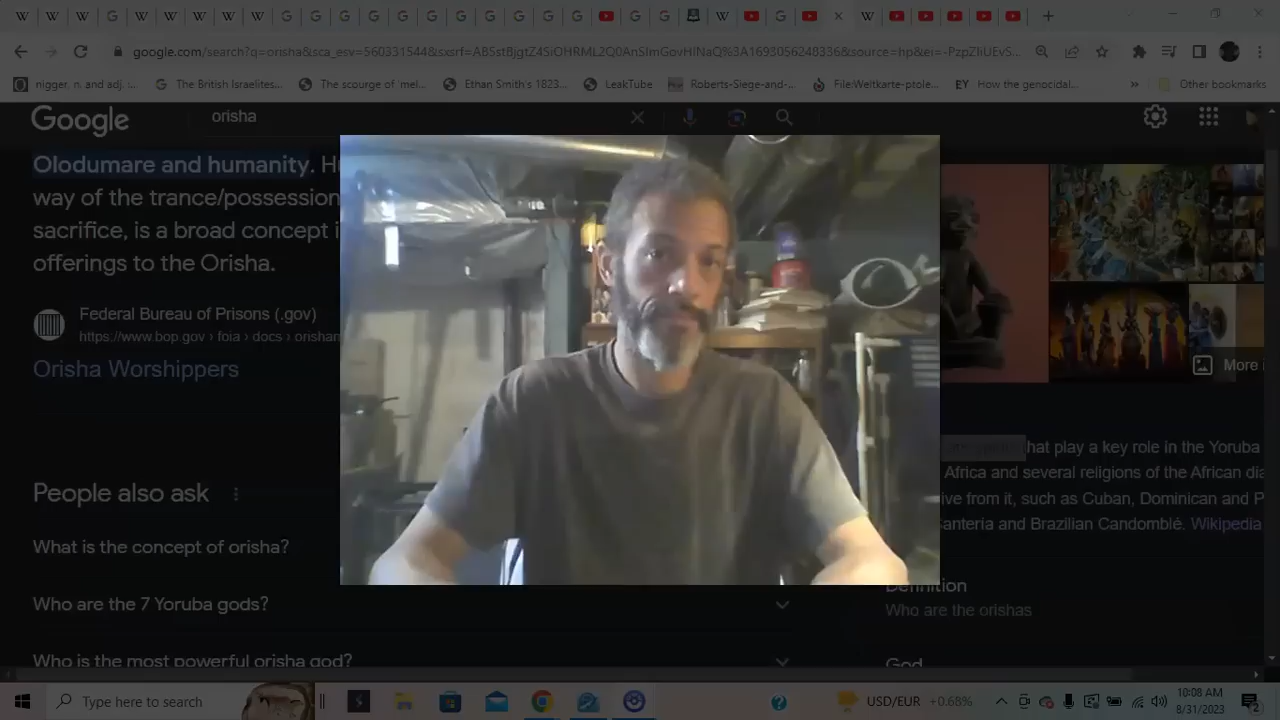 google.com/search?q=orisha&sca_esv=560331544&sxsrf=AB5stBjgtZ4SiOHRML2Q0AnSlmGovHlNaQ%3A1693056248336&source=hp&ei=-PzpZIiUEvS...
nigger, n. and adj. :
The British Israelites...
The scourge of 'mel...
Ethan Smith's 1823...
LeakTube
Roberts-Siege-and-...
File:Weltkarte-ptole...
EY How the genocidal...
Other bookmarks
Google
orisha
Olodumare and humanity. H
way of the trance/possession
sacrifice, is a broad concept i
offerings to the Orisha.
Federal Bureau of Prisons (.gov)
https://www.bop.gov › foia › docs › orishan
Orisha Worshippers
People also ask
What is the concept of orisha?
Who are the 7 Yoruba gods?
Who is the most powerful orisha god?
More
hat play a key role in the Yoruba
Africa and several religions of the African dia
ive from it, such as Cuban, Dominican and P
Santería and Brazilian Candomblé. Wikipedia
Definition
Who are the orishas
God
Type here to search
USD/EUR +0.68%
10:08 AM
8/31/2023
2